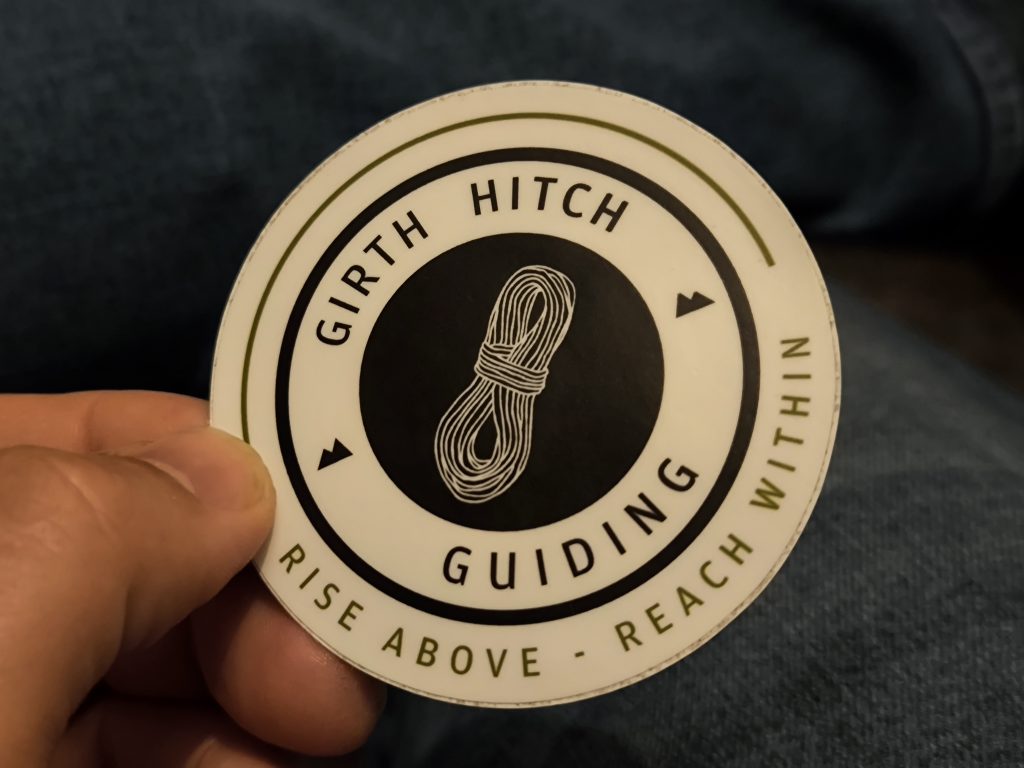 GIRTH HITCH
GUIDING
RISE ABOVE - REACH WITHIN